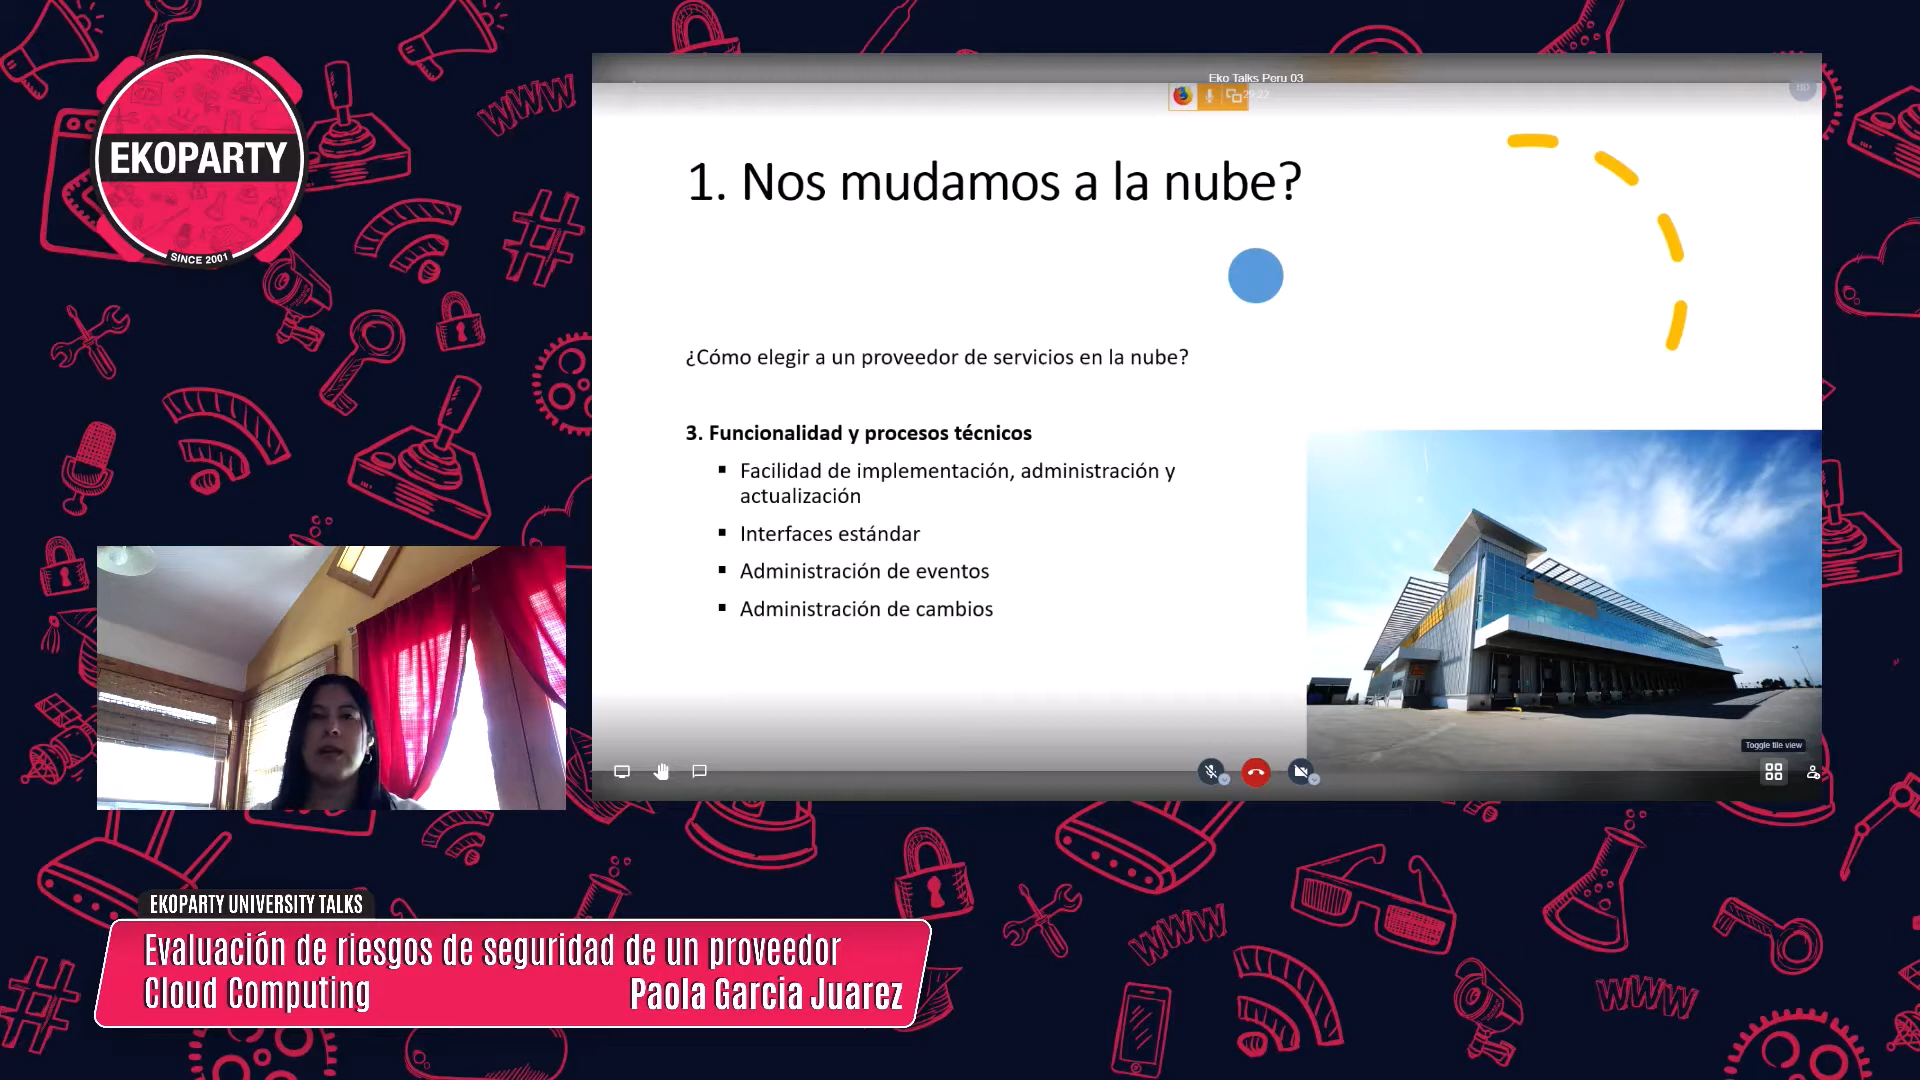 EKOPARTY
SINCE 2001
WWW
Eko Talks Peru 03
29:22
HD
1. Nos mudamos a la nube?
¿Cómo elegir a un proveedor de servicios en la nube?
3. Funcionalidad y procesos técnicos
▪ Facilidad de implementación, administración y
actualización
▪ Interfaces estándar
▪ Administración de eventos
▪ Administración de cambios
Toggle tile view
EKOPARTY UNIVERSITY TALKS
Evaluación de riesgos de seguridad de un proveedor
Cloud Computing
Paola Garcia Juarez
WWW
WWW